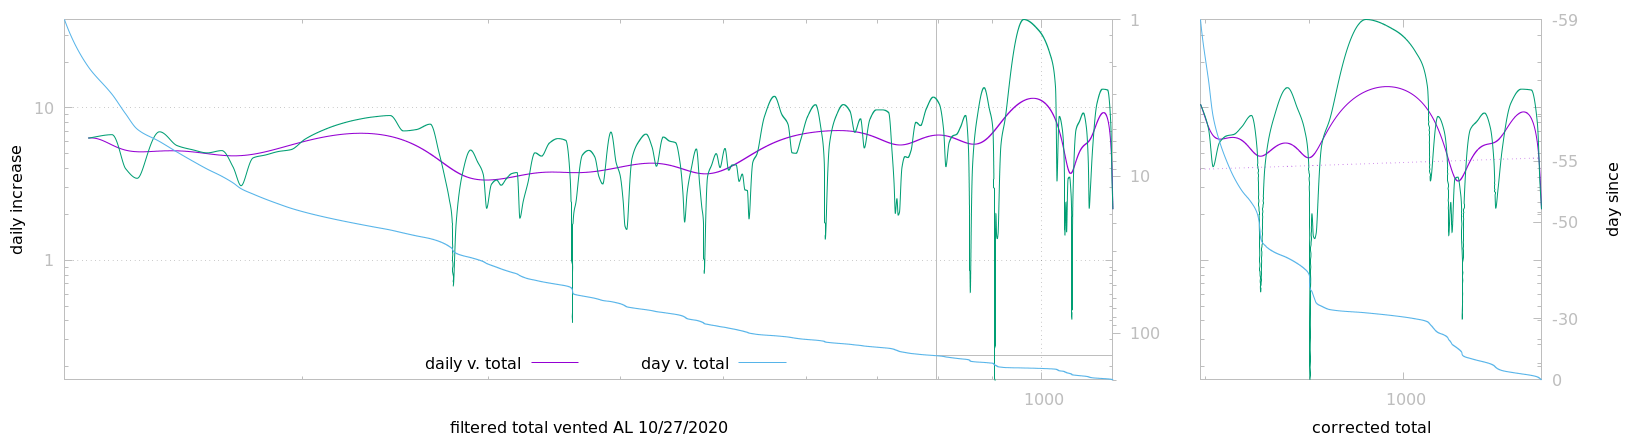 1
-59
10
daily increase
10
-55
day since
-50
1
-30
100
daily v. total
day v. total
0
1000
1000
filtered total vented AL 10/27/2020
corrected total